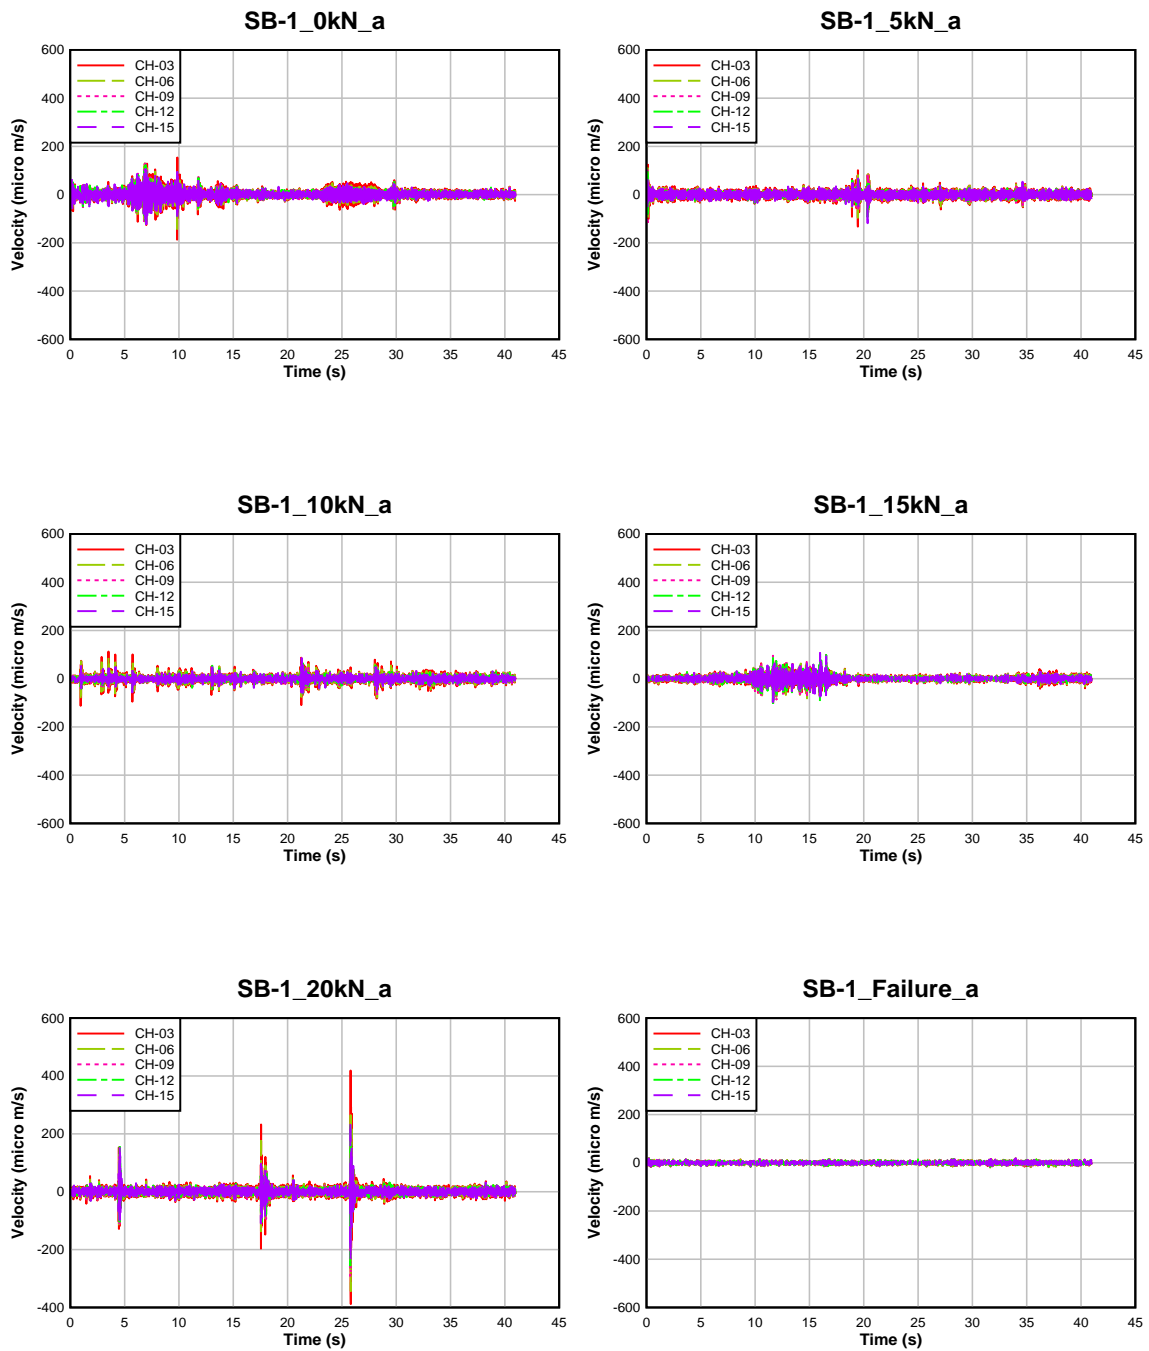 SB-1_0kN_a
600
400
200
0
-200
-400
-600
Velocity (micro m/s)
CH-03
CH-06
CH-09
CH-12
CH-15
0 5 10 15 20 25 30 35 40 45
Time (s)
SB-1_5kN_a
600
400
200
0
-200
-400
-600
Velocity (micro m/s)
CH-03
CH-06
CH-09
CH-12
CH-15
0 5 10 15 20 25 30 35 40 45
Time (s)
SB-1_10kN_a
600
400
200
0
-200
-400
-600
Velocity (micro m/s)
CH-03
CH-06
CH-09
CH-12
CH-15
0 5 10 15 20 25 30 35 40 45
Time (s)
SB-1_15kN_a
600
400
200
0
-200
-400
-600
Velocity (micro m/s)
CH-03
CH-06
CH-09
CH-12
CH-15
0 5 10 15 20 25 30 35 40 45
Time (s)
SB-1_20kN_a
600
400
200
0
-200
-400
Velocity (micro m/s)
CH-03
CH-06
CH-09
CH-12
CH-15
0 5 10 15 20 25 30 35 40 45
Time (s)
SB-1_Failure_a
600
400
200
0
-200
-400
-600
Velocity (micro m/s)
CH-03
CH-06
CH-09
CH-12
CH-15
0 5 10 15 20 25 30 35 40 45
Time (s)